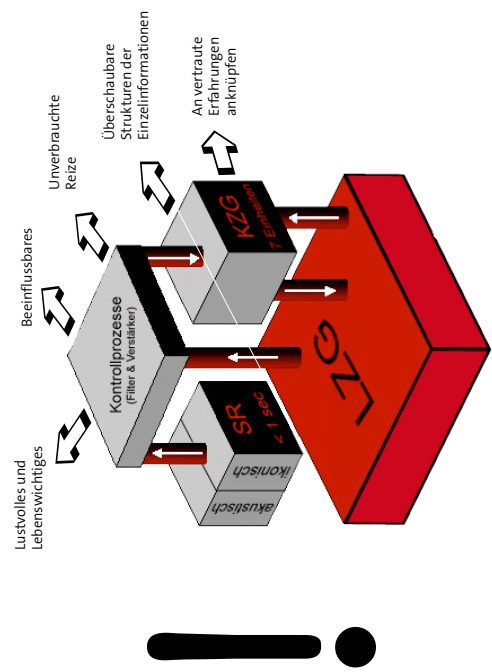 Lustvolles und
Lebenswichtiges
Beeinflussbares
Unverbrauchte
Reize
Überschaubare
Strukturen der
Einzelinformationen
An vertraute
Erfahrungen
anknüpfen
Kontrollprozesse
(Filter & Verstärker)
SR
< 1 sec
ikonisch
akustisch
KZG
7 Einheiten
LZG
!